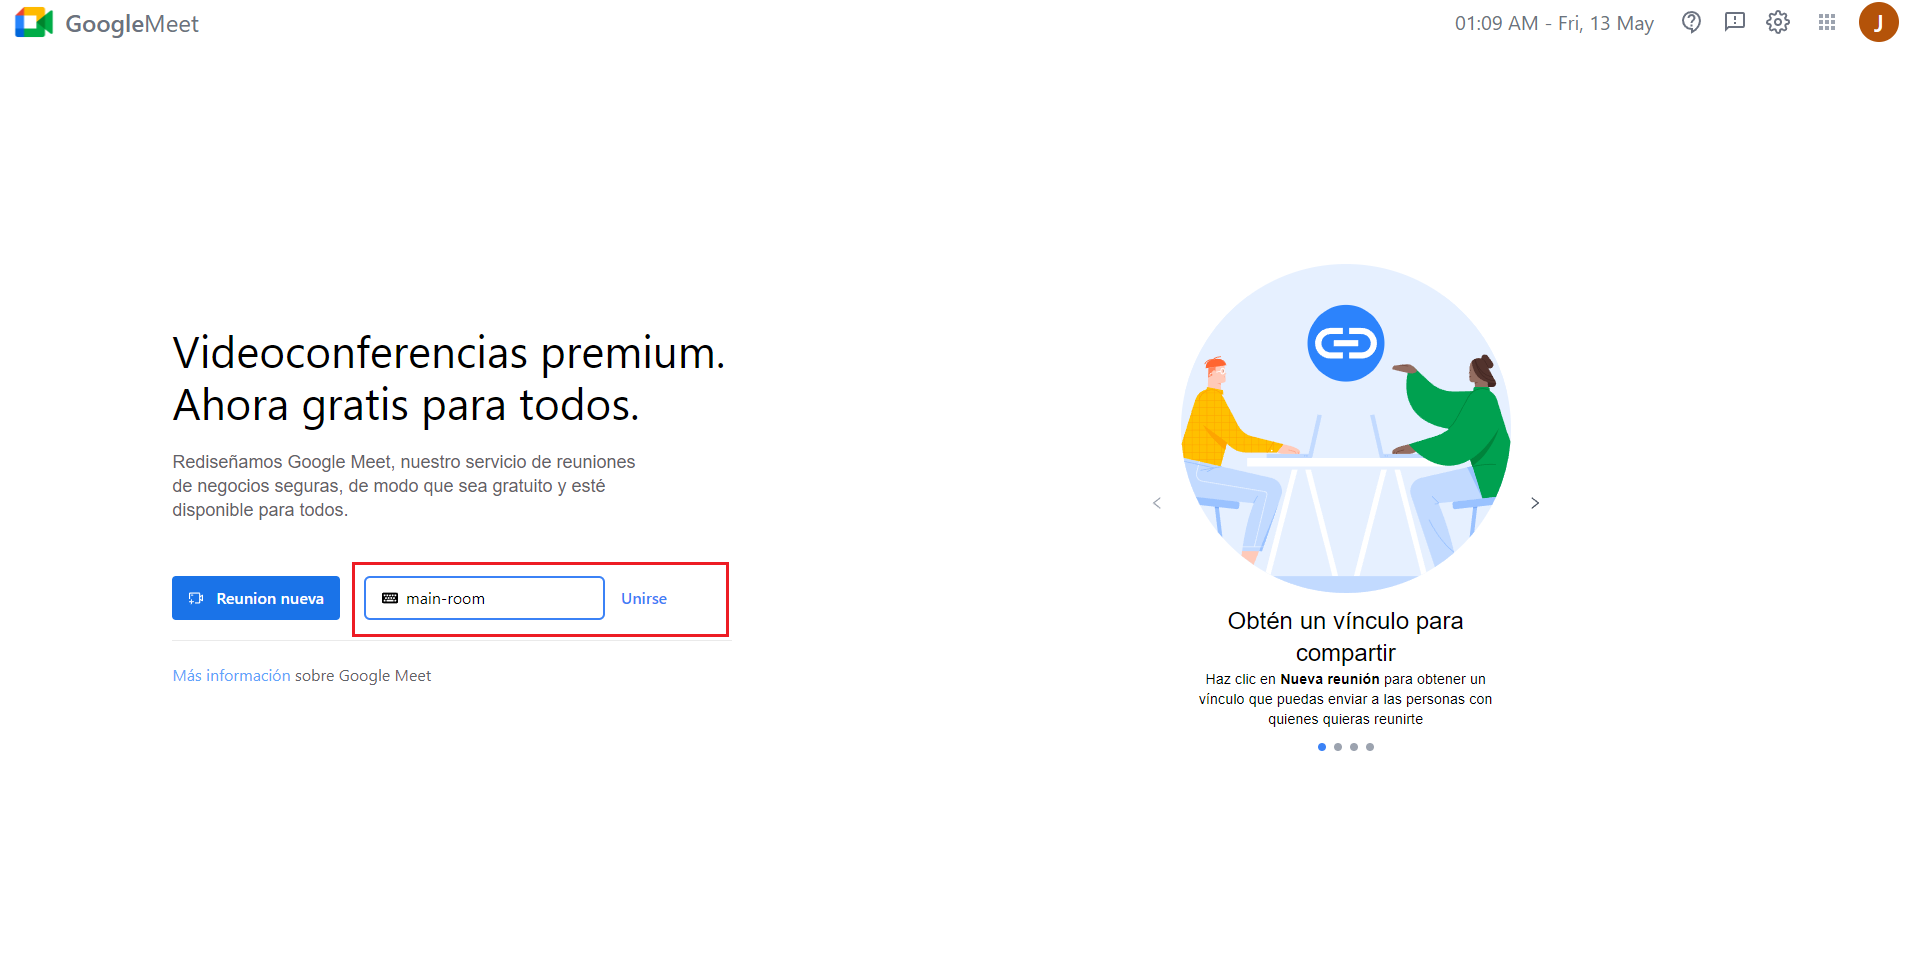 GoogleMeet
01:09 AM - Fri, 13 May
J
Videoconferencias premium.
Ahora gratis para todos.
Rediseñamos Google Meet, nuestro servicio de reuniones
de negocios seguras, de modo que sea gratuito y esté
disponible para todos.
Reunion nueva
main-room
Unirse
Más información sobre Google Meet
Obtén un vínculo para
compartir
Haz clic en Nueva reunión para obtener un
vínculo que puedas enviar a las personas con
quienes quieras reunirte